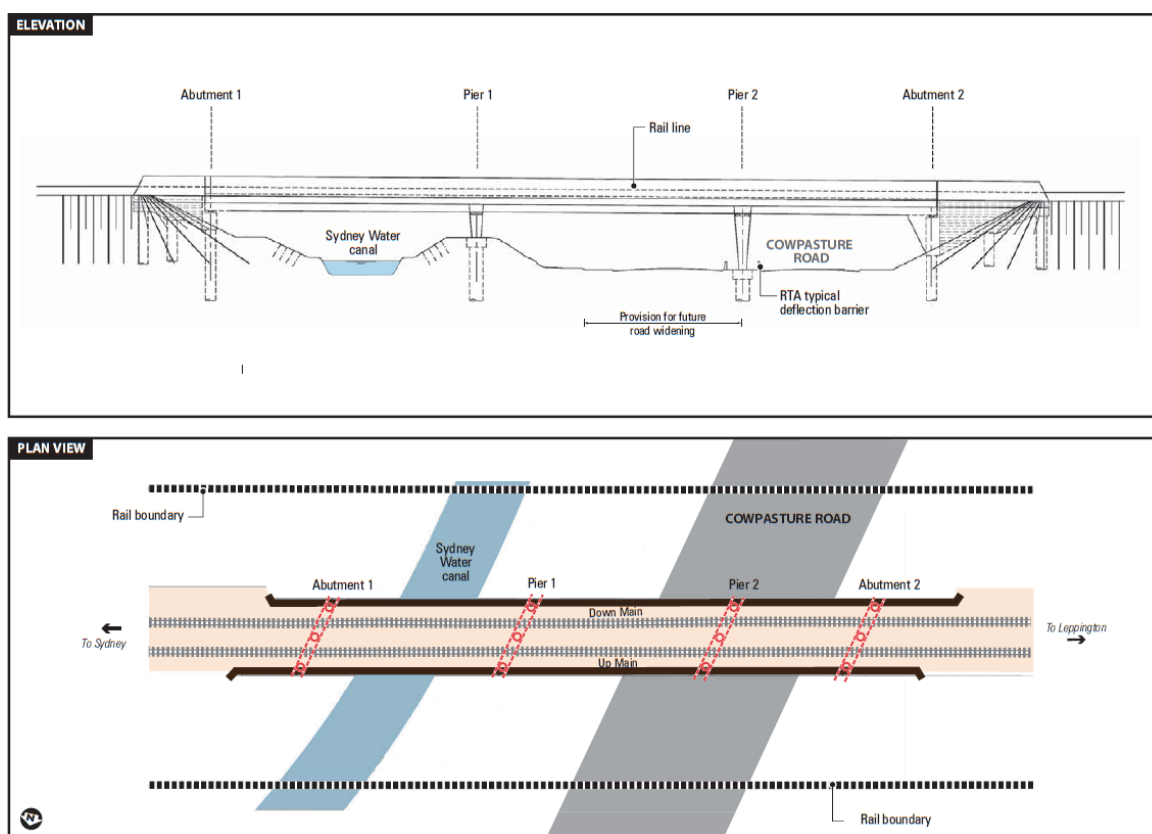 ELEVATION
Abutment 1
Pier 1
Pier 2
Abutment 2
Rail line
Sydney Water
canal
COWPASTURE
ROAD
RTA typical
deflection barrier
Provision for future
road widening
PLAN VIEW
Rail boundary
COWPASTURE ROAD
Sydney
Water
canal
Abutment 1
Pier 1
Pier 2
Abutment 2
Down Main
To Sydney
To Leppington
Up Main
Rail boundary
N